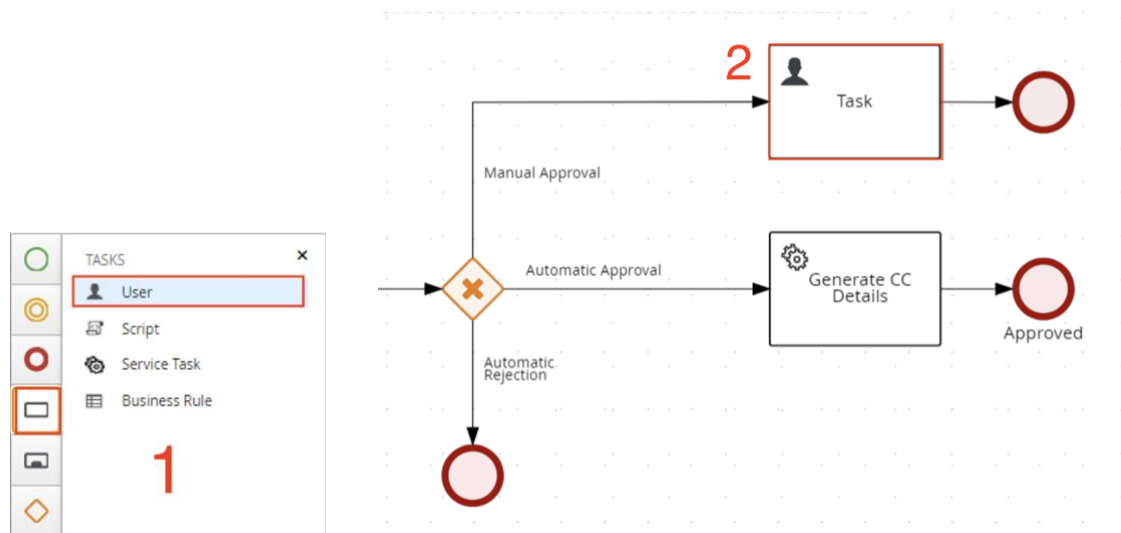 TASKS
User
Script
Service Task
Business Rule
1
2
Task
Manual Approval
Automatic Approval
Generate CC
Details
Approved
Automatic
Rejection